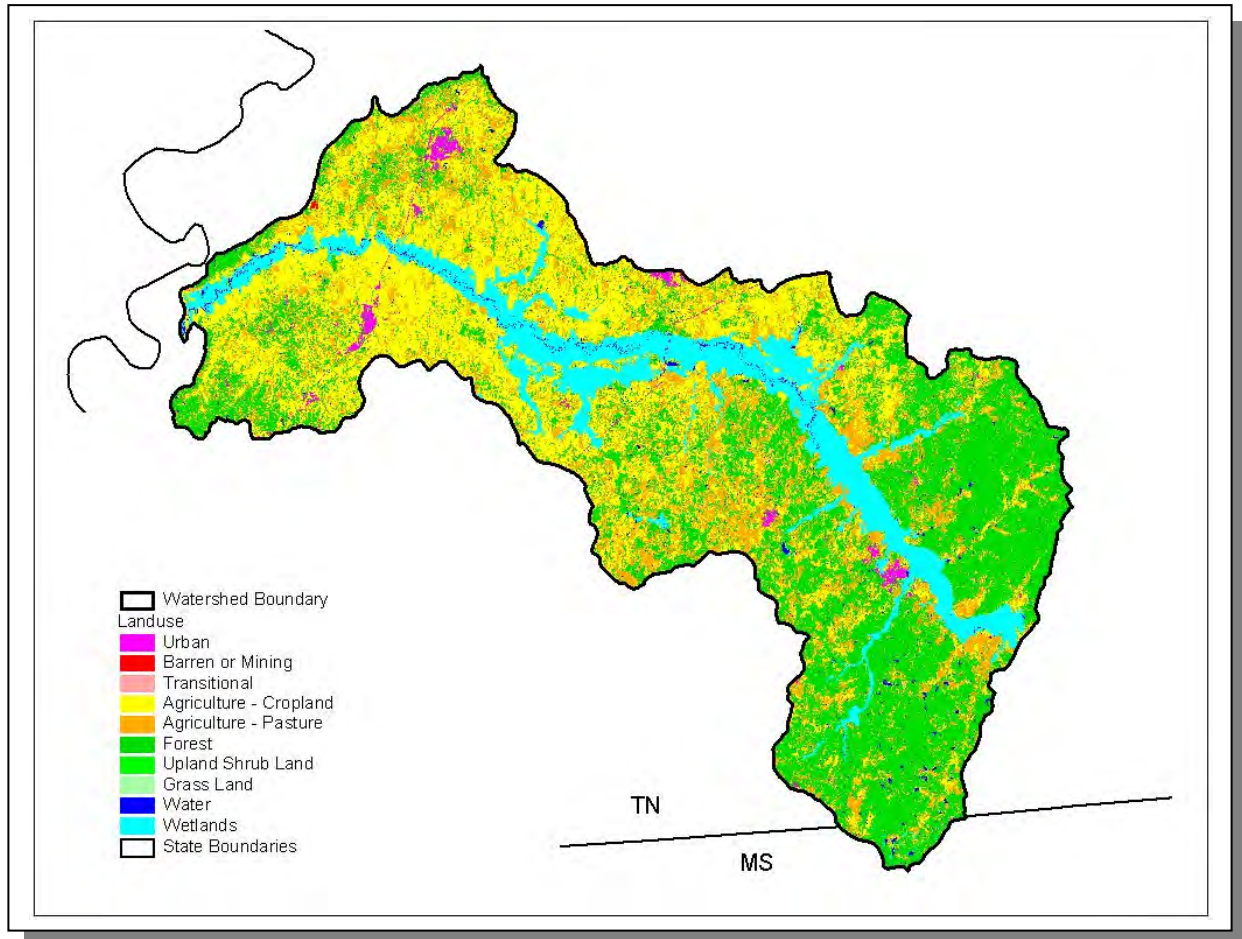 Watershed Boundary
Landuse
Urban
Barren or Mining
Transitional
Agriculture - Cropland
Agriculture - Pasture
Forest
Upland Shrub Land
Grass Land
Water
Wetlands
State Boundaries
TN
MS